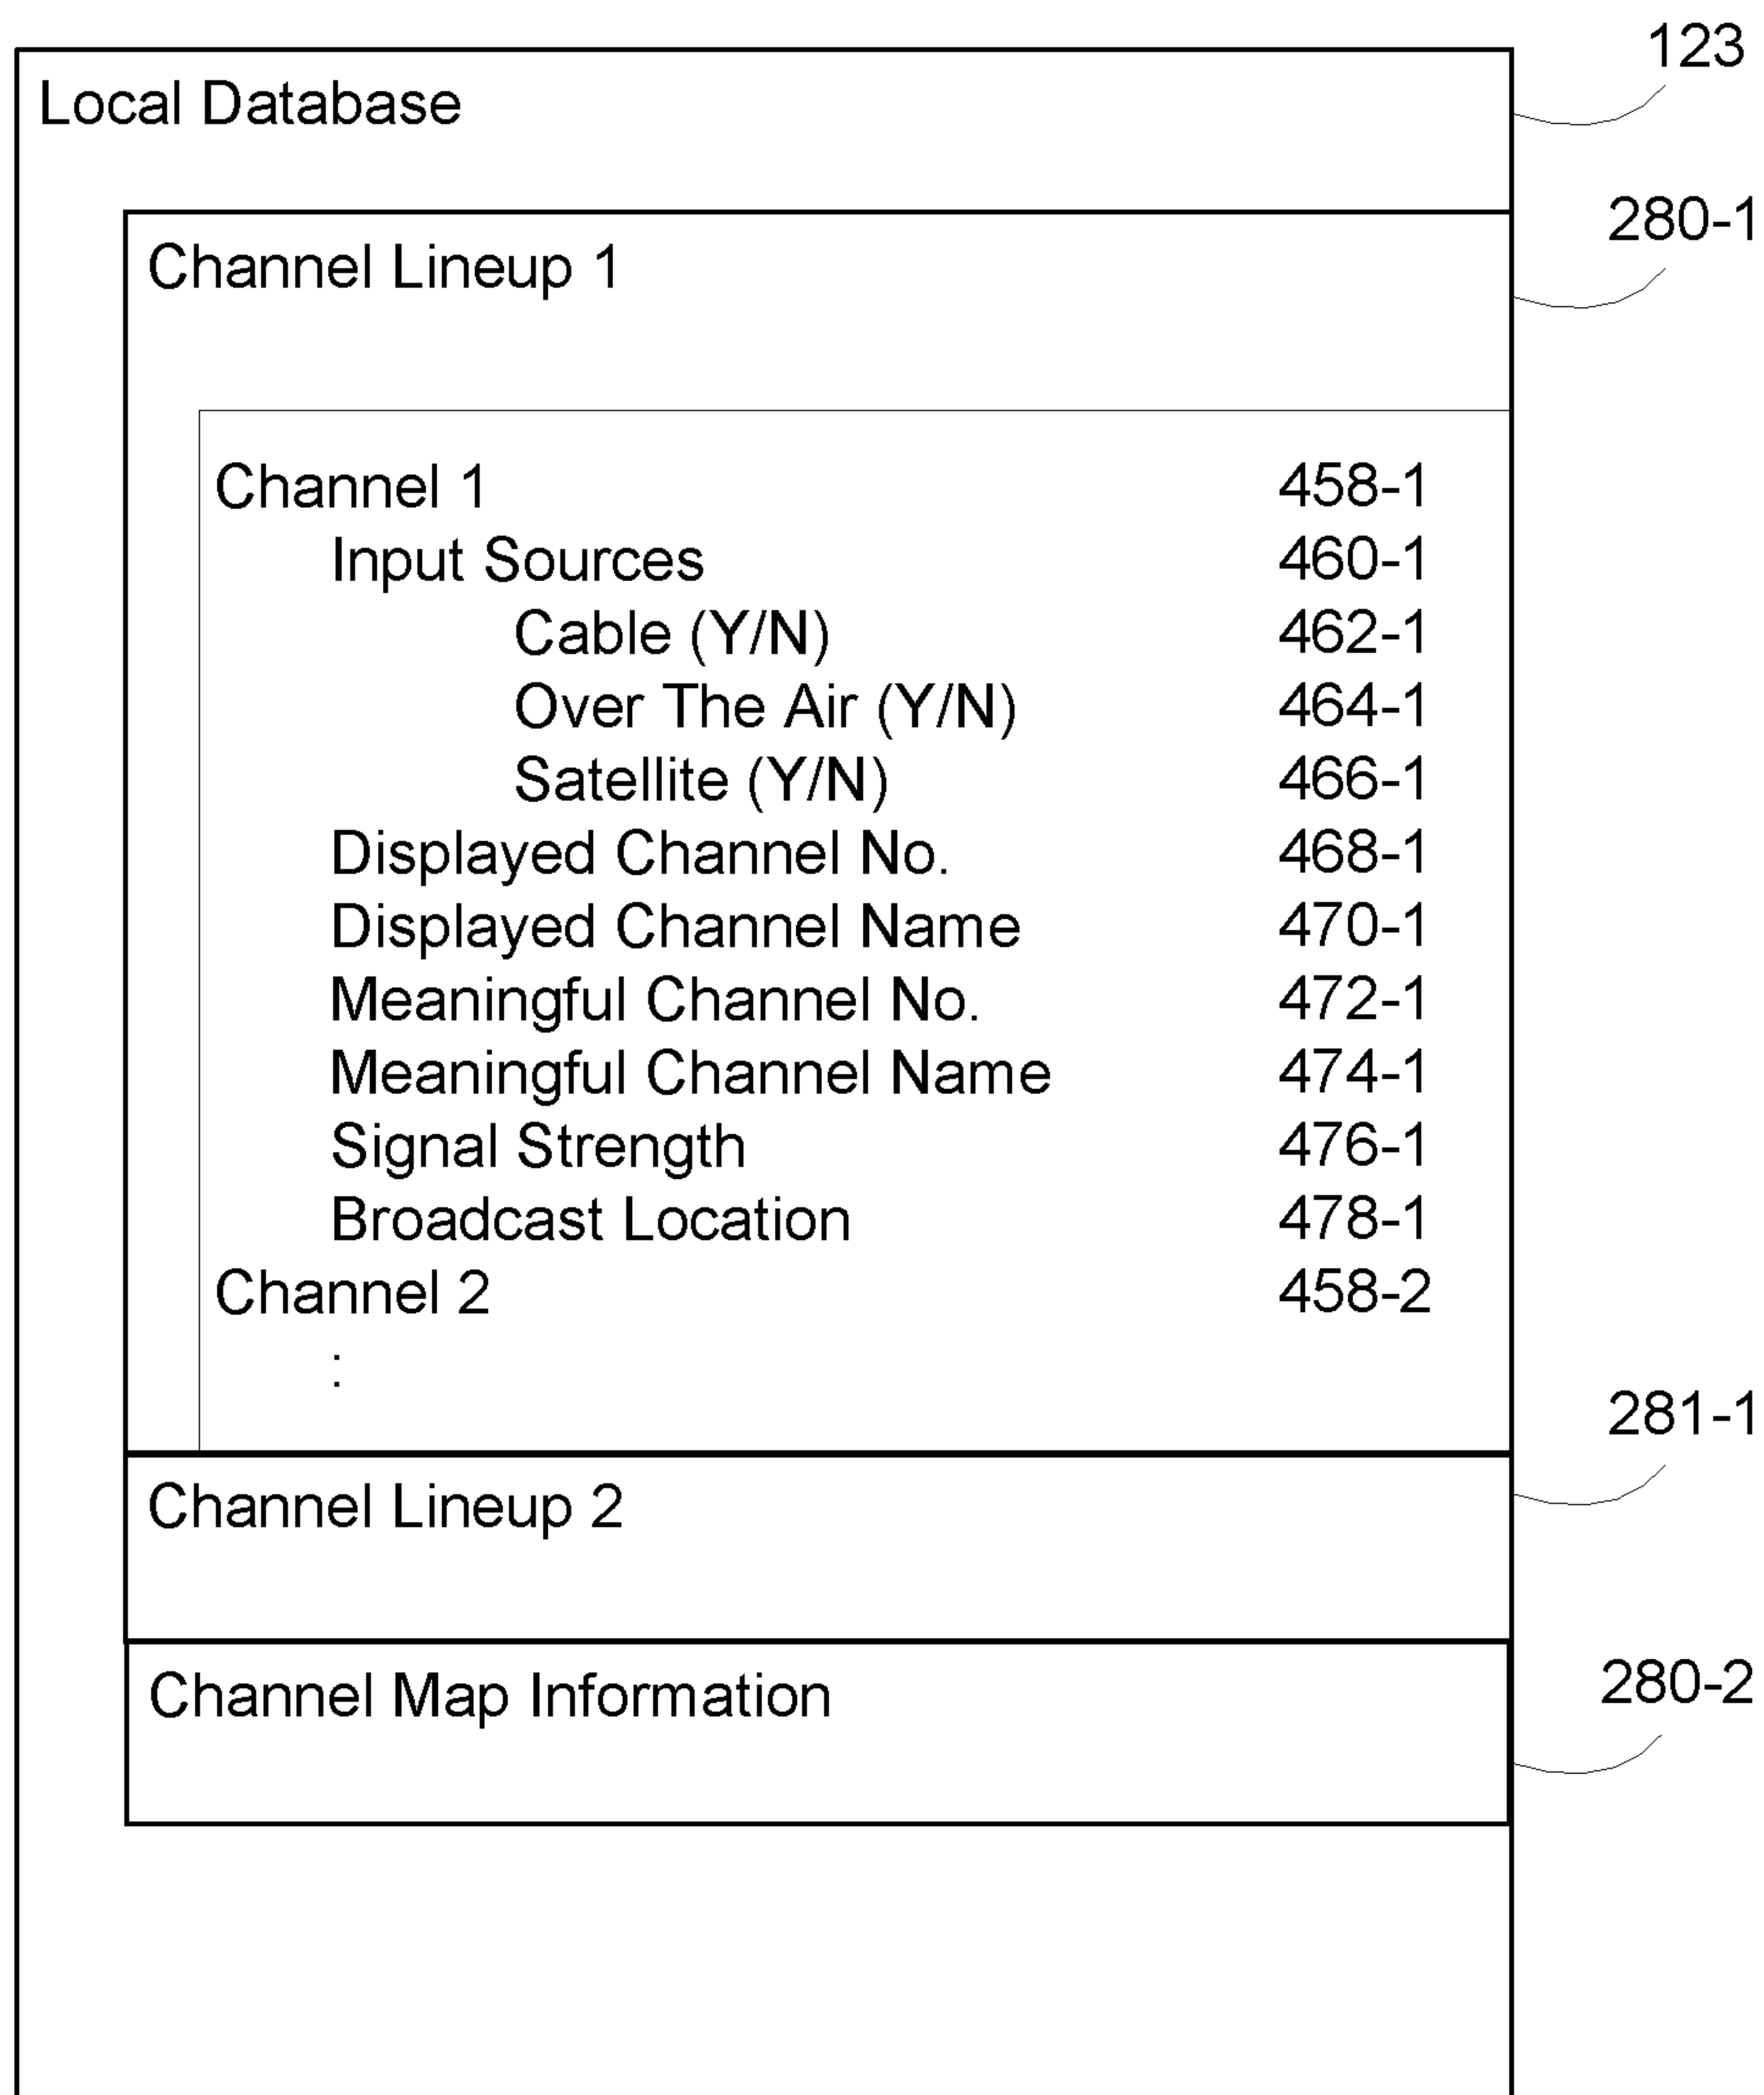 123
Local Database
280-1
Channel Lineup 1
Channel 1 458-1
Input Sources 460-1
Cable (Y/N) 462-1
Over The Air (Y/N) 464-1
Satellite (Y/N) 466-1
Displayed Channel No. 468-1
Displayed Channel Name 470-1
Meaningful Channel No. 472-1
Meaningful Channel Name 474-1
Signal Strength 476-1
Broadcast Location 478-1
Channel 2 458-2
:
281-1
Channel Lineup 2
280-2
Channel Map Information